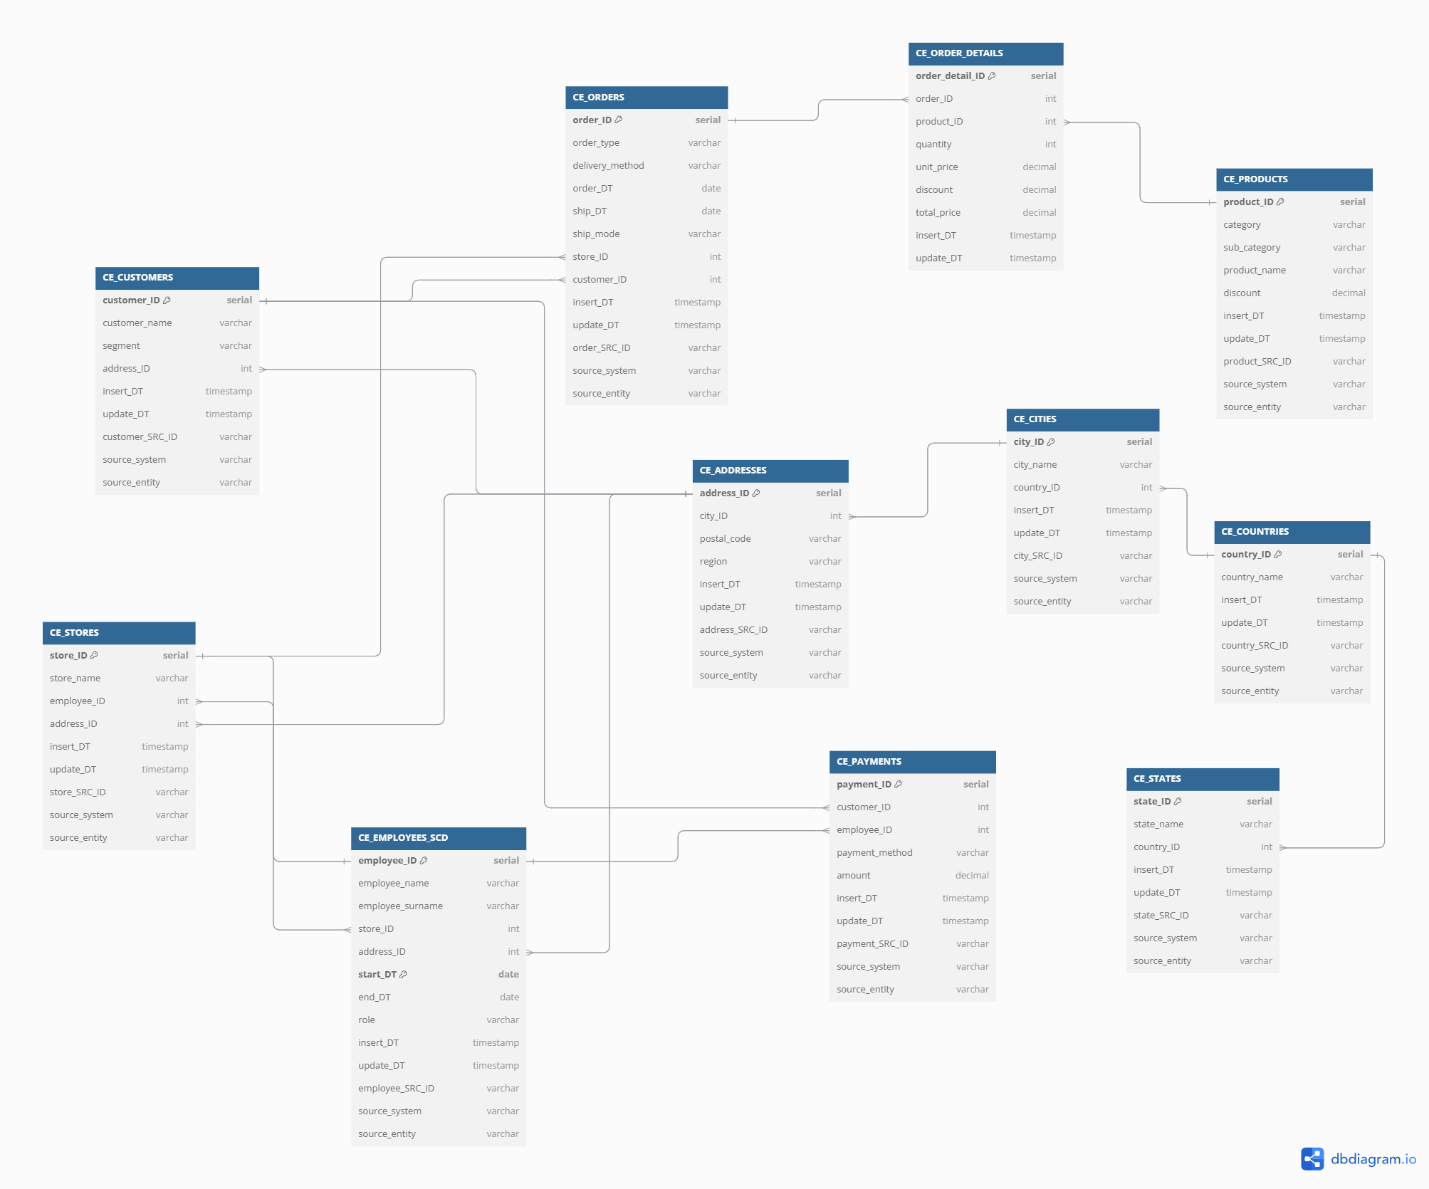 CE_ORDER_DETAILS
order_detail_ID serial
order_ID int
product_ID int
quantity int
unit_price decimal
discount decimal
total_price decimal
insert_DT timestamp
update_DT timestamp
CE_ORDERS
order_ID serial
order_type varchar
delivery_method varchar
order_DT date
ship_DT date
ship_mode varchar
store_ID int
customer_ID int
insert_DT timestamp
update_DT timestamp
order_SRC_ID varchar
source_system varchar
source_entity varchar
CE_PRODUCTS
product_ID serial
category varchar
sub_category varchar
product_name varchar
discount decimal
insert_DT timestamp
update_DT timestamp
product_SRC_ID varchar
source_system varchar
source_entity varchar
CE_CUSTOMERS
customer_ID serial
customer_name varchar
segment varchar
address_ID int
insert_DT timestamp
update_DT timestamp
customer_SRC_ID varchar
source_system varchar
source_entity varchar
CE_CITIES
city_ID serial
city_name varchar
country_ID int
insert_DT timestamp
update_DT timestamp
city_SRC_ID varchar
source_system varchar
source_entity varchar
CE_ADDRESSES
address_ID serial
city_ID int
postal_code varchar
region varchar
insert_DT timestamp
update_DT timestamp
address_SRC_ID varchar
source_system varchar
source_entity varchar
CE_COUNTRIES
country_ID serial
country_name varchar
insert_DT timestamp
update_DT timestamp
country_SRC_ID varchar
source_system varchar
source_entity varchar
CE_STORES
store_ID serial
store_name varchar
employee_ID int
address_ID int
insert_DT timestamp
update_DT timestamp
store_SRC_ID varchar
source_system varchar
source_entity varchar
CE_PAYMENTS
payment_ID serial
customer_ID int
employee_ID int
payment_method varchar
amount decimal
insert_DT timestamp
update_DT timestamp
payment_SRC_ID varchar
source_system varchar
source_entity varchar
CE_STATES
state_ID serial
state_name varchar
country_ID int
insert_DT timestamp
update_DT timestamp
state_SRC_ID varchar
source_system varchar
source_entity varchar
CE_EMPLOYEES_SCD
employee_ID serial
employee_name varchar
employee_surname varchar
store_ID int
address_ID int
start_DT date
end_DT date
role varchar
insert_DT timestamp
update_DT timestamp
employee_SRC_ID varchar
source_system varchar
source_entity varchar
dbdiagram.io